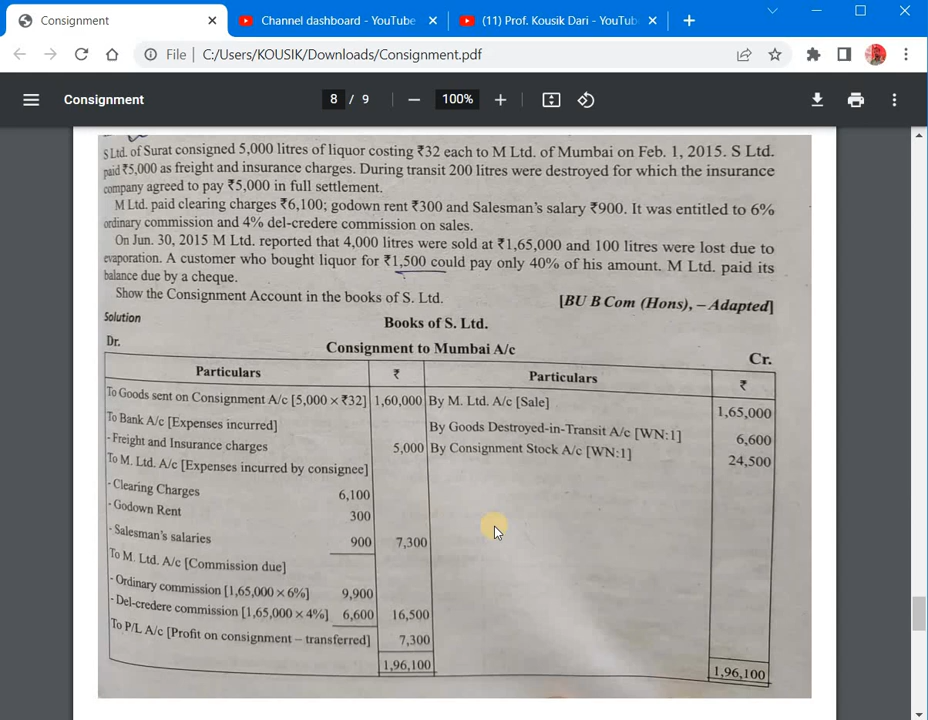 Consignment
Channel dashboard - YouTube
(11) Prof. Kousik Dari - YouTub
File | C:/Users/KOUSIK/Downloads/Consignment.pdf
Consignment
8 / 9
100%
S Ltd. of Surat consigned 5,000 litres of liquor costing ₹32 each to M Ltd. of Mumbai on Feb. 1, 2015. S Ltd.
paid ₹5,000 as freight and insurance charges. During transit 200 litres were destroyed for which the insurance
company agreed to pay ₹5,000 in full settlement.
M Ltd. paid clearing charges ₹6,100; godown rent ₹300 and Salesman's salary ₹900. It was entitled to 6%
ordinary commission and 4% del-credere commission on sales.
On Jun. 30, 2015 M Ltd. reported that 4,000 litres were sold at ₹1,65,000 and 100 litres were lost due to
evaporation. A customer who bought liquor for ₹1,500 could pay only 40% of his amount. M Ltd. paid its
balance due by a cheque.
Show the Consignment Account in the books of S. Ltd. [BU B Com (Hons), – Adapted]
Solution
Books of S. Ltd.
Dr. Consignment to Mumbai A/c Cr.
Particulars ₹ Particulars ₹
To Goods sent on Consignment A/c [5,000 × ₹32] 1,60,000 By M. Ltd. A/c [Sale] 1,65,000
To Bank A/c [Expenses incurred] By Goods Destroyed-in-Transit A/c [WN:1] 6,600
- Freight and Insurance charges 5,000 By Consignment Stock A/c [WN:1] 24,500
To M. Ltd. A/c [Expenses incurred by consignee]
- Clearing Charges 6,100
- Godown Rent 300
- Salesman's salaries 900 7,300
To M. Ltd. A/c [Commission due]
- Ordinary commission [1,65,000 × 6%] 9,900
- Del-credere commission [1,65,000 × 4%] 6,600 16,500
To P/L A/c [Profit on consignment – transferred] 7,300
1,96,100 1,96,100